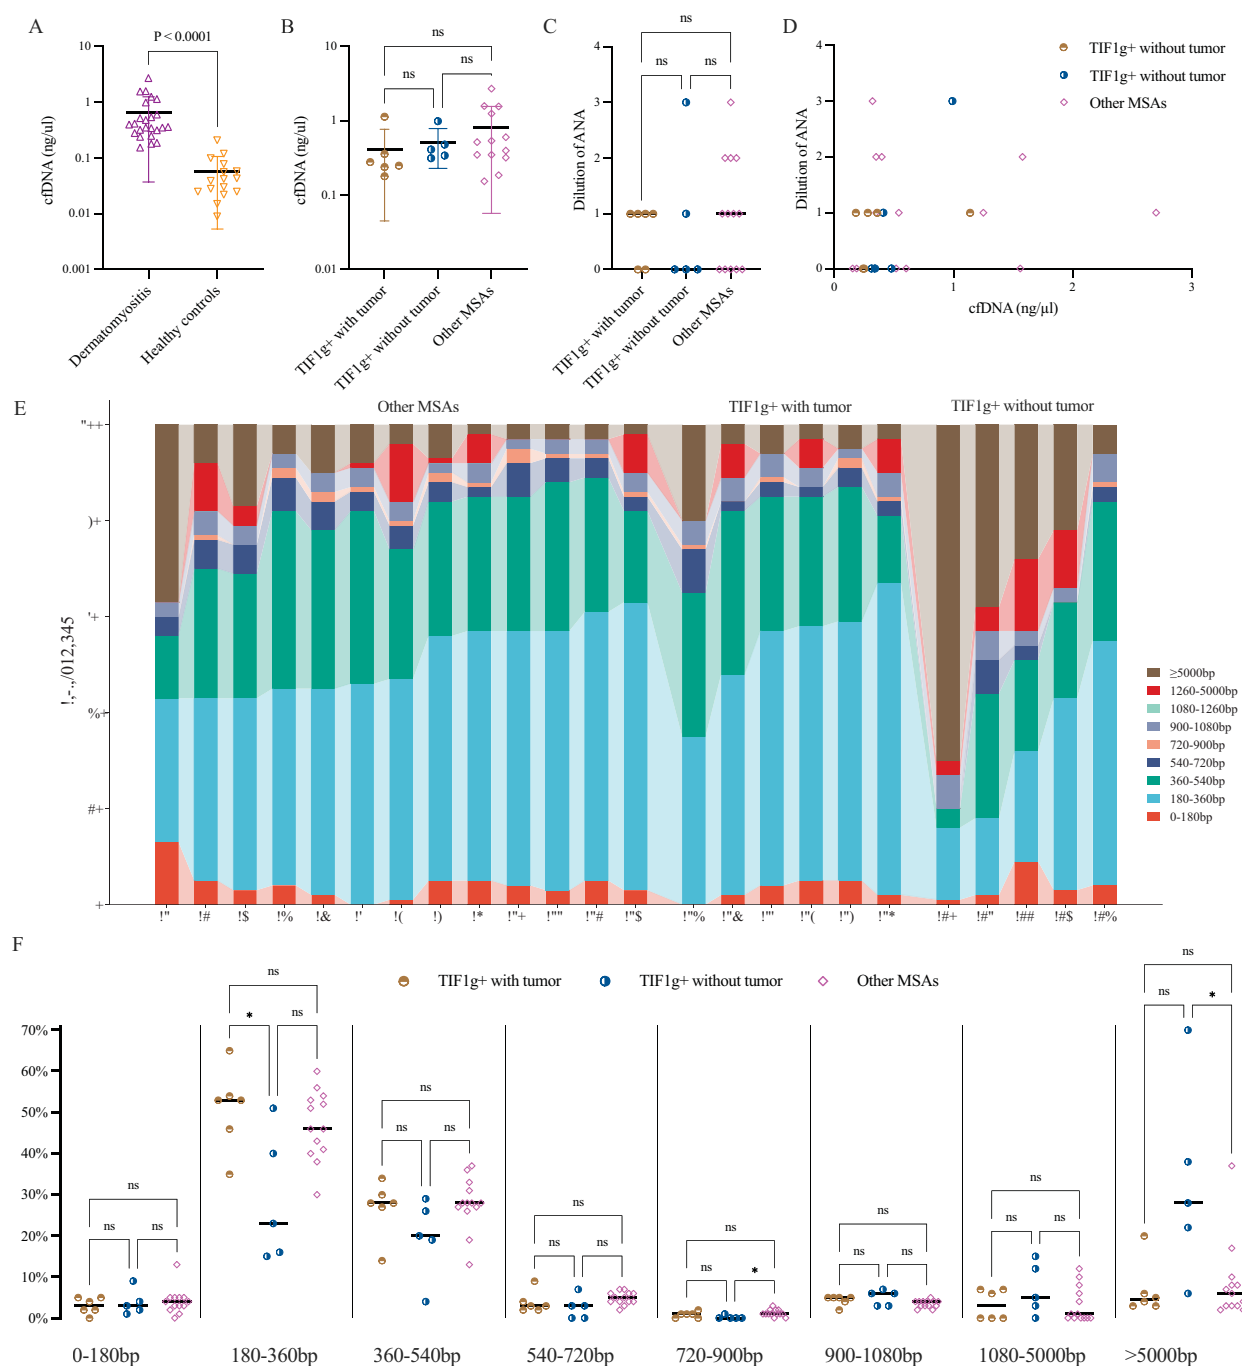 A
P < 0.0001
10
1
0.1
0.01
0.001
cfDNA (ng/ul)
Dermatomyositis
Healthy controls
B
ns
ns
ns
10
1
0.1
0.01
cfDNA (ng/ul)
TIF1g+ with tumor
TIF1g+ without tumor
Other MSAs
C
ns
ns
ns
4
3
2
1
0
Dilution of ANA
TIF1g+ with tumor
TIF1g+ without tumor
Other MSAs
D
4
3
2
1
0
Dilution of ANA
0
1
2
3
cfDNA (ng/μl)
TIF1g+ without tumor
TIF1g+ without tumor
Other MSAs
E
Other MSAs
TIF1g+ with tumor
TIF1g+ without tumor
"++
)+
'+
%+
#+
+
!,-.,/012,345
!" !# !$ !% !& !' !( !) !* !"+ !"" !"# !"$ !"% !"& !"' !"( !") !"* !#+ !#" !## !#$ !#%
≥5000bp
1260-5000bp
1080-1260bp
900-1080bp
720-900bp
540-720bp
360-540bp
180-360bp
0-180bp
F
TIF1g+ with tumor
TIF1g+ without tumor
Other MSAs
70%
60%
50%
40%
30%
20%
10%
0%
ns
ns
ns
ns
*
ns
ns
ns
ns
ns
ns
ns
ns
ns
*
ns
ns
ns
ns
ns
ns
ns
ns
*
0-180bp
180-360bp
360-540bp
540-720bp
720-900bp
900-1080bp
1080-5000bp
>5000bp